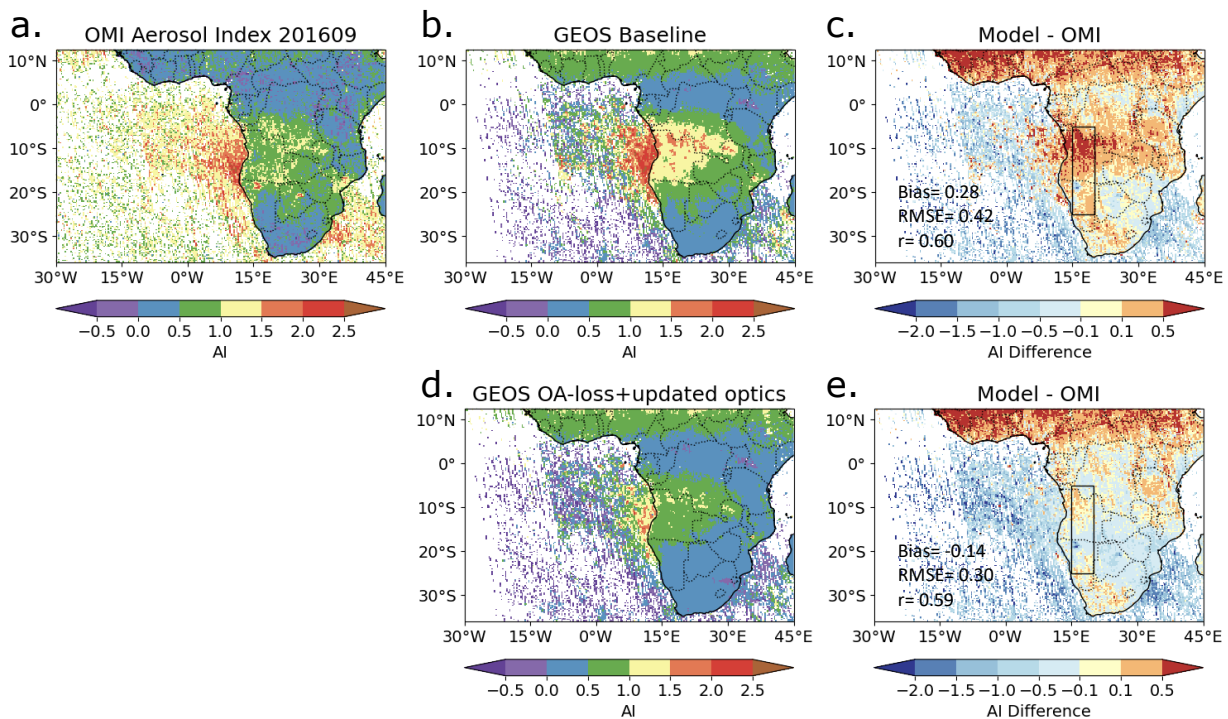 a.
OMI Aerosol Index 201609
10°N
0°
10°S
20°S
30°S
30°W 15°W 0°W 15°E 30°E 45°E
−0.5 0.0 0.5 1.0 1.5 2.0 2.5
AI
b.
GEOS Baseline
30°W 15°W 0°W 15°E 30°E 45°E
−0.5 0.0 0.5 1.0 1.5 2.0 2.5
AI
c.
Model - OMI
10°N
0°
10°S
20°S
30°S
Bias= 0.28
RMSE= 0.42
r= 0.60
30°W 15°W 0°W 15°E 30°E 45°E
−2.0 −1.5 −1.0 −0.5 −0.1 0.1 0.5
AI Difference
d.
GEOS OA-loss+updated optics
10°N
0°
10°S
20°S
30°S
30°W 15°W 0°W 15°E 30°E 45°E
−0.5 0.0 0.5 1.0 1.5 2.0 2.5
AI
e.
Model - OMI
10°N
0°
10°S
20°S
30°S
Bias= -0.14
RMSE= 0.30
r= 0.59
30°W 15°W 0°W 15°E 30°E 45°E
−2.0 −1.5 −1.0 −0.5 −0.1 0.1 0.5
AI Difference